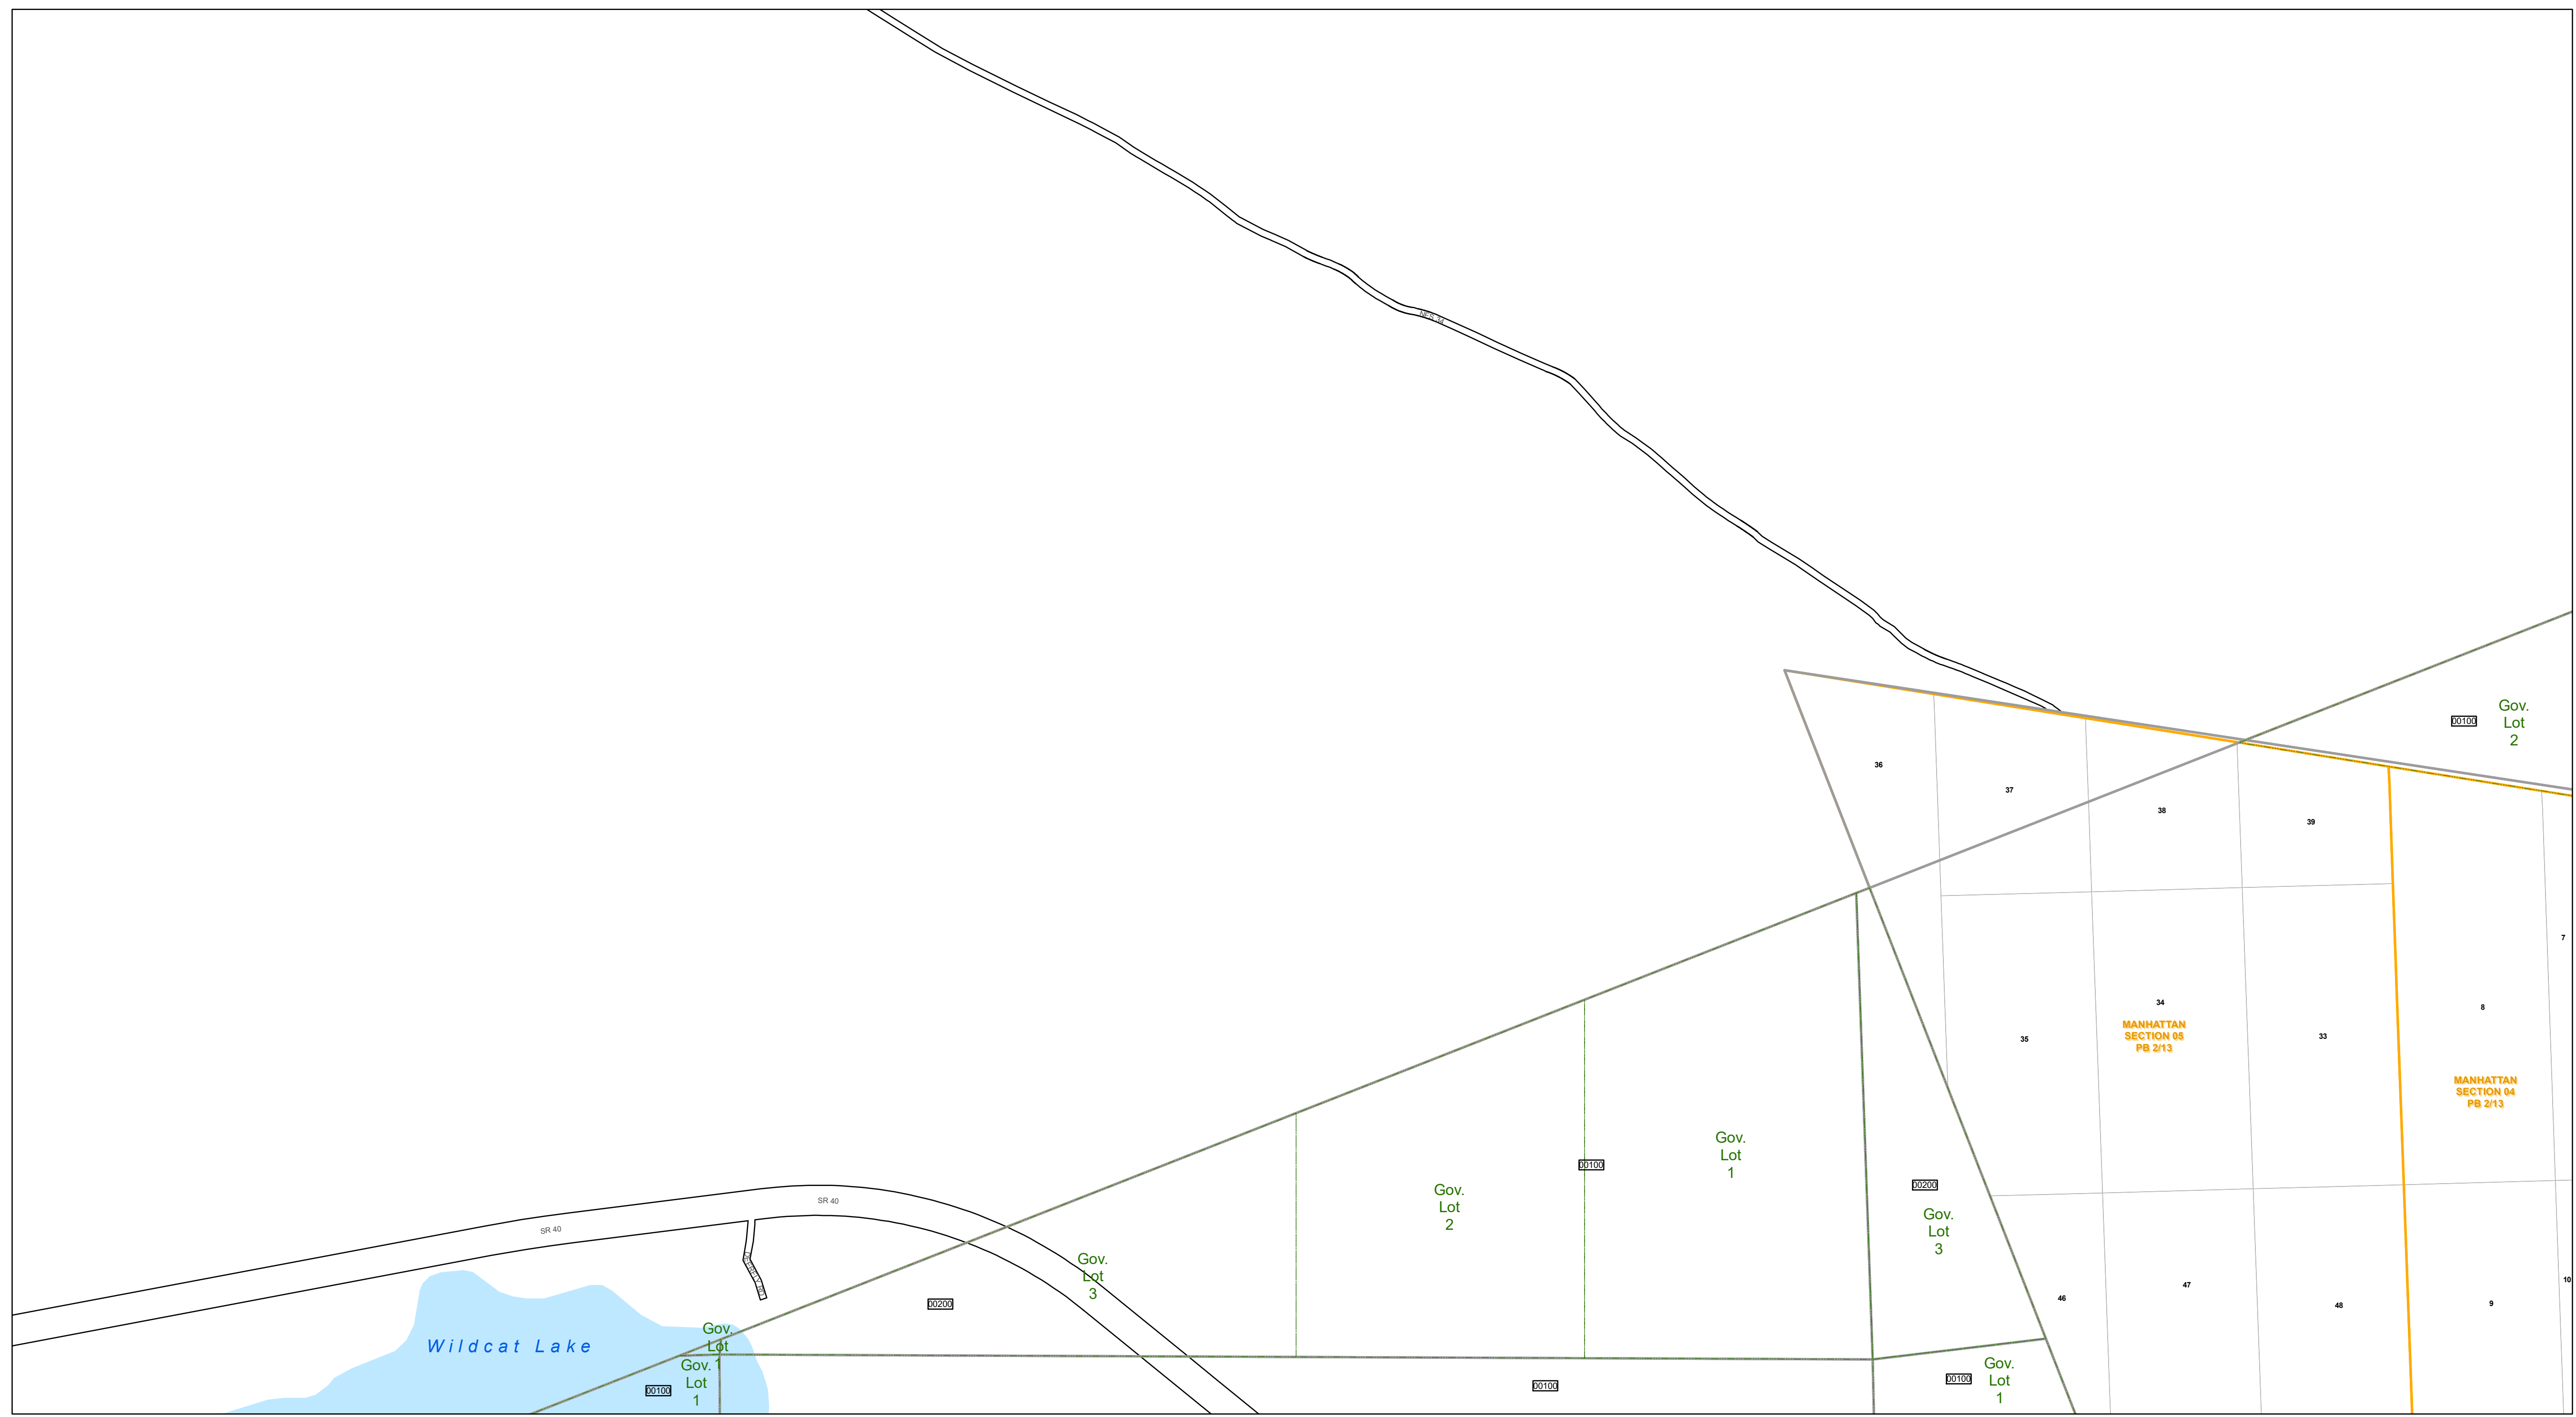 NFS 34
Gov.
Lot
2
00100
36
37
38
39
7
34
8
MANHATTAN
SECTION 05
PB 2/13
35
33
MANHATTAN
SECTION 04
PB 2/13
Gov.
Lot
1
00100
00200
Gov.
Lot
2
Gov.
Lot
3
SR 40
SR 40
Gov.
Lot
3
10
47
46
48
9
00200
Wildcat Lake
Gov.
Lot
1
Gov.
Lot
1
00100
00100
00100
Gov.
Lot
1